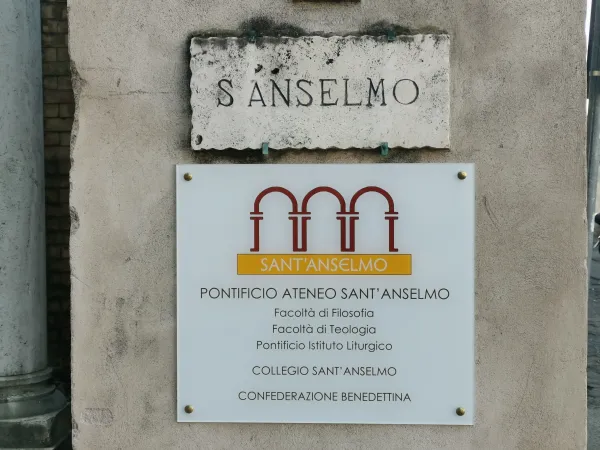 S ANSELMO
SANT'ANSELMO
PONTIFICIO ATENEO SANT'ANSELMO
Facoltà di Filosofia
Facoltà di Teologia
Pontificio Istituto Liturgico
COLLEGIO SANT'ANSELMO
CONFEDERAZIONE BENEDETTINA